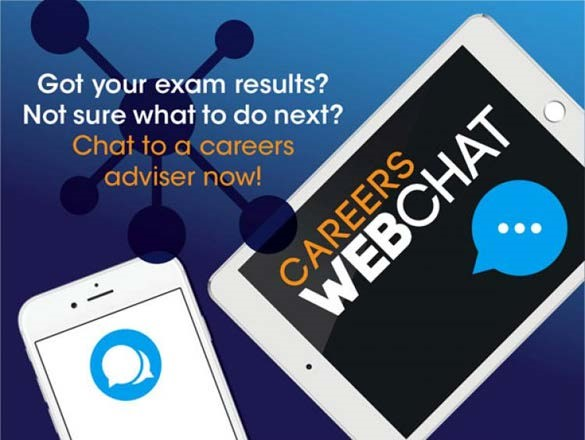 Got your exam results?
Not sure what to do next?
Chat to a careers
adviser now!
CAREERS
WEBCHAT